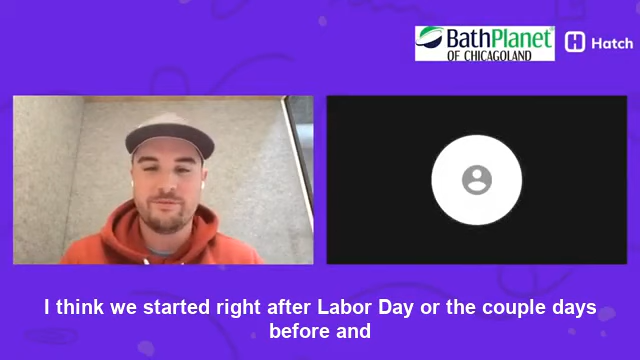 BathPlanet
OF CHICAGOLAND
Hatch
I think we started right after Labor Day or the couple days
before and